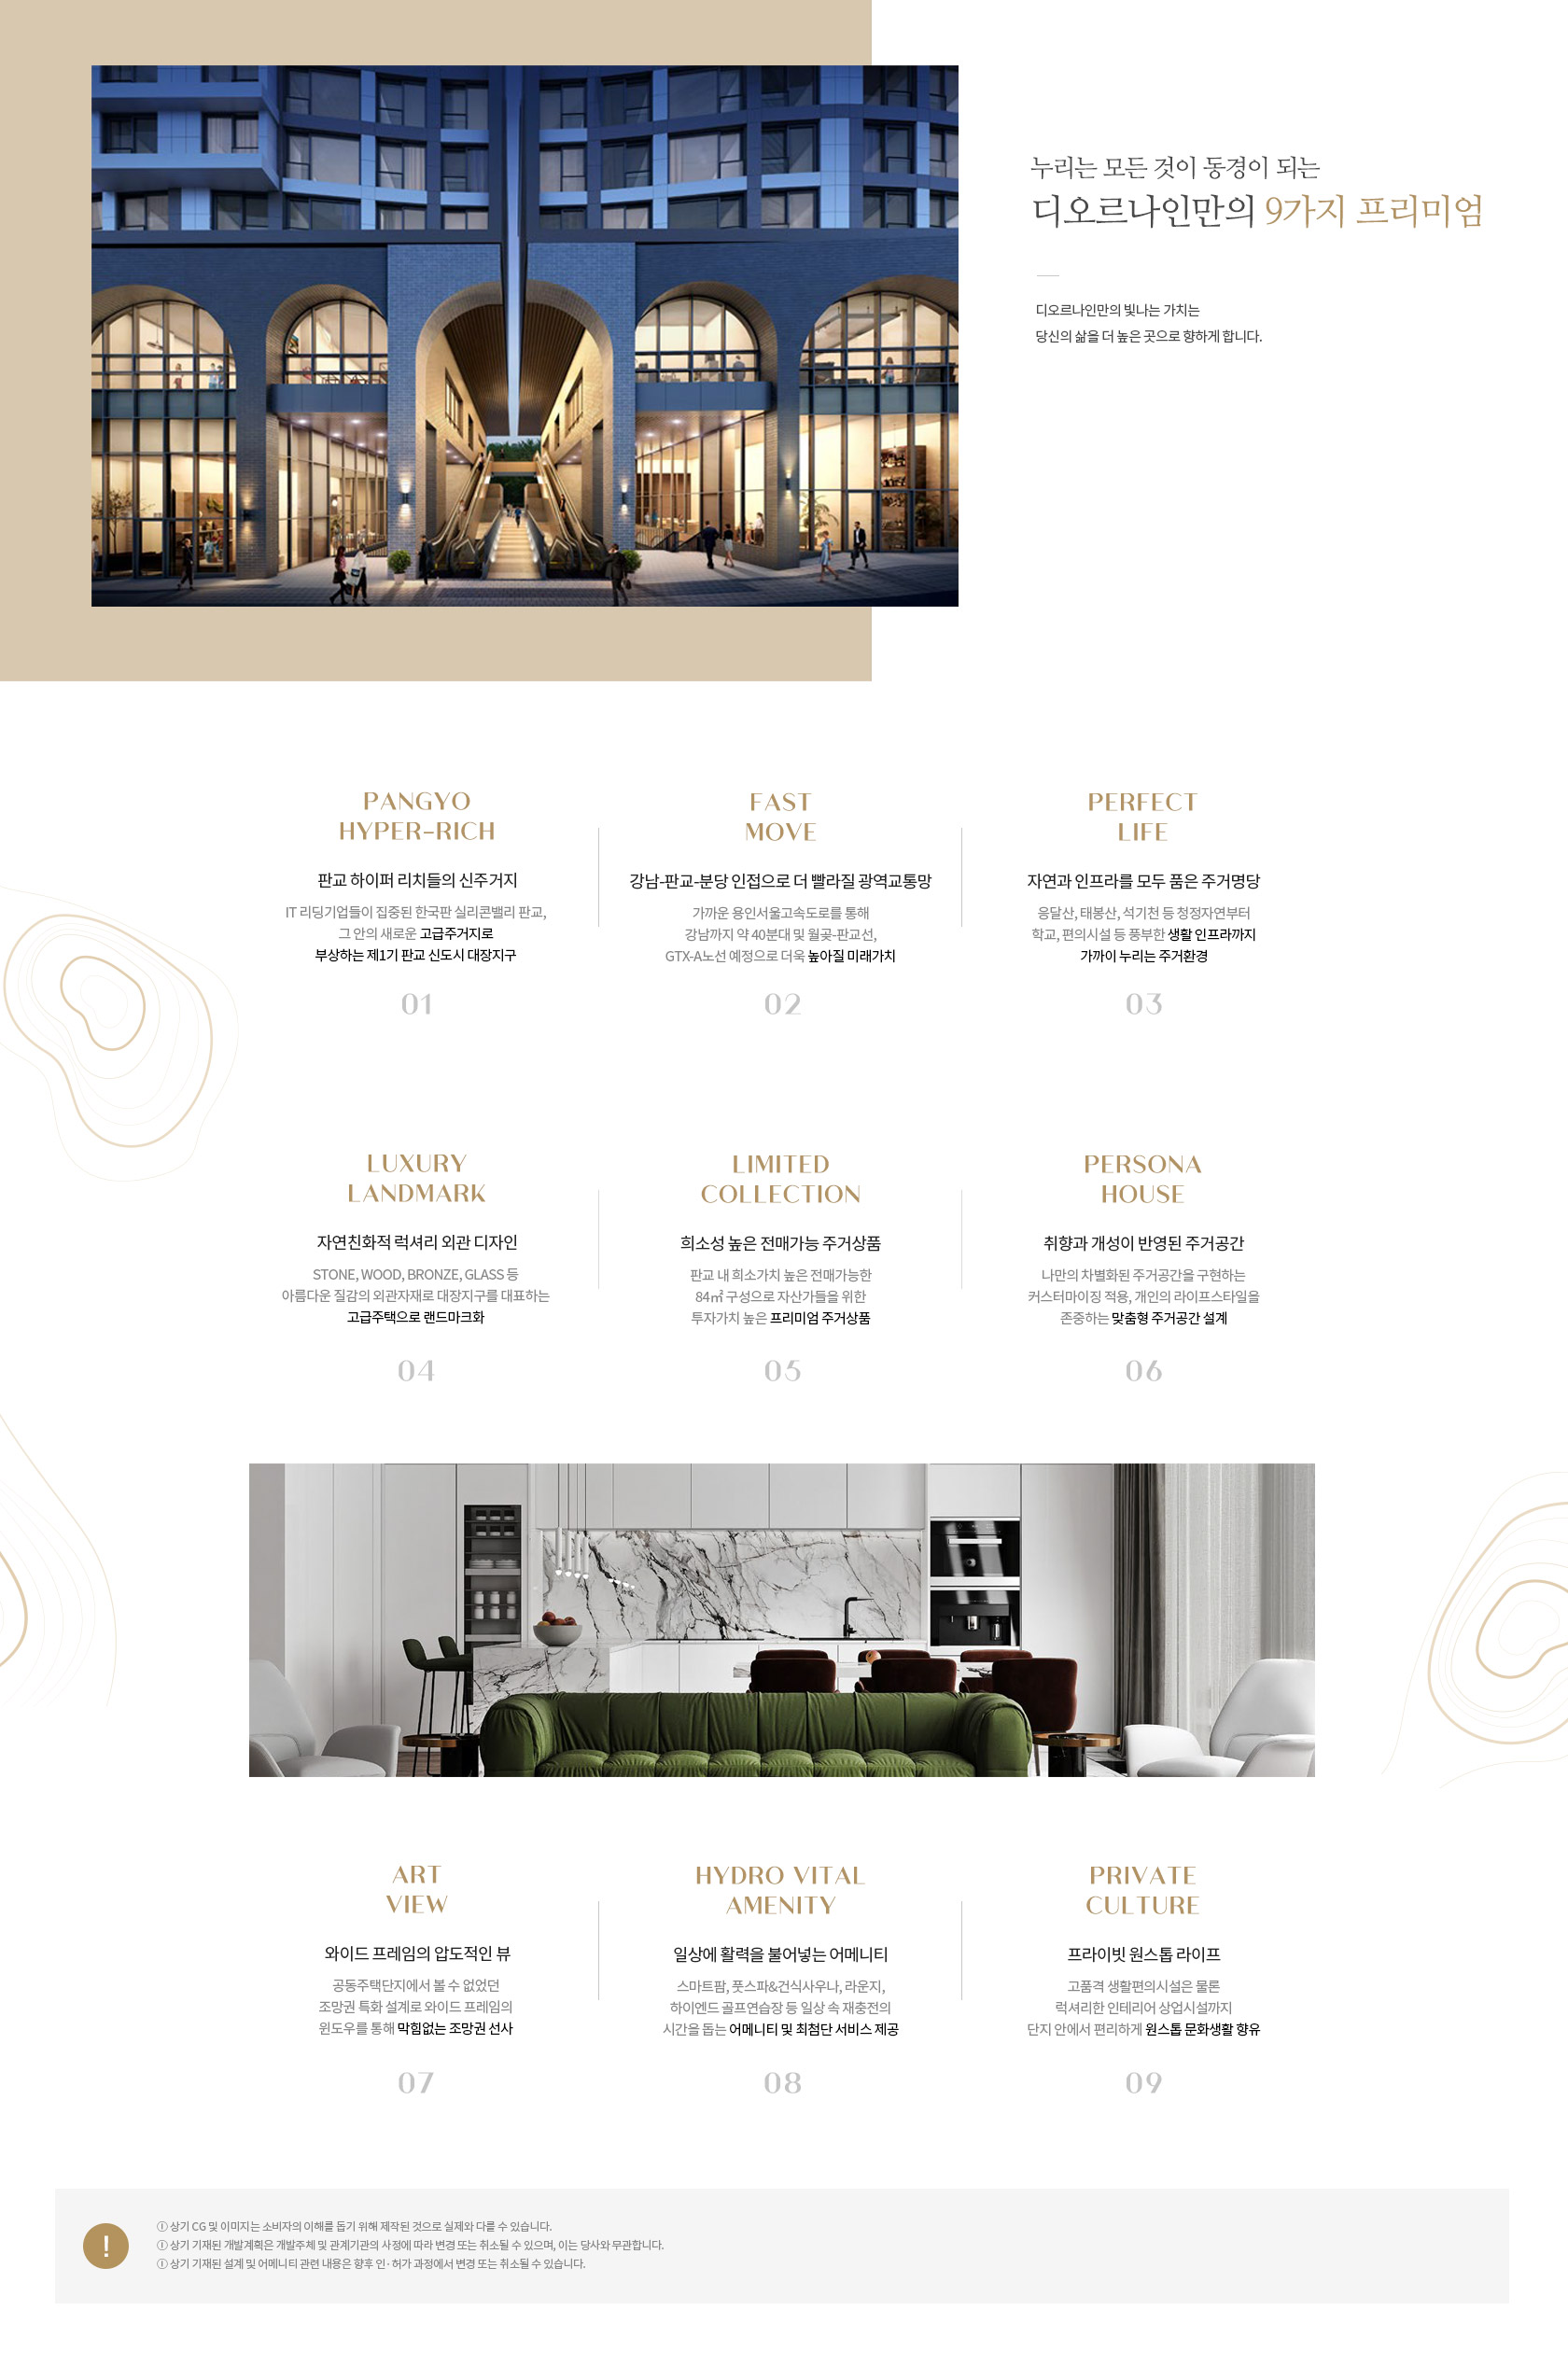 누리는 모든 것이 동경이 되는
디오르나인만의 9가지 프리미엄
디오르나인만의 빛나는 가치는
당신의 삶을 더 높은 곳으로 향하게 합니다.
PANGYO
HYPER-RICH
판교 하이퍼 리치들의 신주거지
IT 리딩기업들이 집중된 한국판 실리콘밸리 판교,
그 안의 새로운 고급주거지로
부상하는 제1기 판교 신도시 대장지구
01
FAST
MOVE
강남-판교-분당 인접으로 더 빨라질 광역교통망
가까운 용인서울고속도로를 통해
강남까지 약 40분대 및 월곶-판교선,
GTX-A노선 예정으로 더욱 높아질 미래가치
02
PERFECT
LIFE
자연과 인프라를 모두 품은 주거명당
응달산, 태봉산, 석기천 등 청정자연부터
학교, 편의시설 등 풍부한 생활 인프라까지
가까이 누리는 주거환경
03
LUXURY
LANDMARK
자연친화적 럭셔리 외관 디자인
STONE, WOOD, BRONZE, GLASS 등
아름다운 질감의 외관자재로 대장지구를 대표하는
고급주택으로 랜드마크화
04
LIMITED
COLLECTION
희소성 높은 전매가능 주거상품
판교 내 희소가치 높은 전매가능한
84㎡ 구성으로 자산가들을 위한
투자가치 높은 프리미엄 주거상품
05
PERSONA
HOUSE
취향과 개성이 반영된 주거공간
나만의 차별화된 주거공간을 구현하는
커스터마이징 적용, 개인의 라이프스타일을
존중하는 맞춤형 주거공간 설계
06
ART
VIEW
와이드 프레임의 압도적인 뷰
공동주택단지에서 볼 수 없었던
조망권 특화 설계로 와이드 프레임의
윈도우를 통해 막힘없는 조망권 선사
07
HYDRO VITAL
AMENITY
일상에 활력을 불어넣는 어메니티
스마트팜, 풋스파&건식사우나, 라운지,
하이엔드 골프연습장 등 일상 속 재충전의
시간을 돕는 어메니티 및 최첨단 서비스 제공
08
PRIVATE
CULTURE
프라이빗 원스톱 라이프
고품격 생활편의시설은 물론
럭셔리한 인테리어 상업시설까지
단지 안에서 편리하게 원스톱 문화생활 향유
09
! 상기 CG 및 이미지는 소비자의 이해를 돕기 위해 제작된 것으로 실제와 다를 수 있습니다.
! 상기 기재된 개발계획은 개발주체 및 관계기관의 사정에 따라 변경 또는 취소될 수 있으며, 이는 당사와 무관합니다.
! 상기 기재된 설계 및 어메니티 관련 내용은 향후 인·허가 과정에서 변경 또는 취소될 수 있습니다.